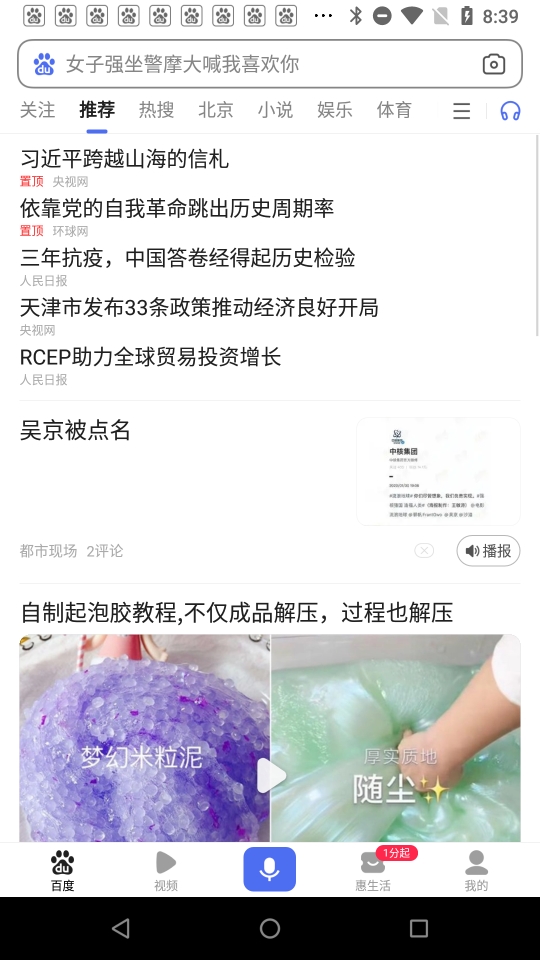 8:39
女子强坐警摩大喊我喜欢你
关注 推荐 热搜 北京 小说 娱乐 体育
习近平跨越山海的信札
置顶 央视网
依靠党的自我革命跳出历史周期率
置顶 环球网
三年抗疫，中国答卷经得起历史检验
人民日报
天津市发布33条政策推动经济良好开局
央视网
RCEP助力全球贸易投资增长
人民日报
吴京被点名
中核集团
都市现场 2评论
播报
自制起泡胶教程,不仅成品解压，过程也解压
梦幻米粒泥
厚实质地
随尘✨
1分起
百度 视频 惠生活 我的